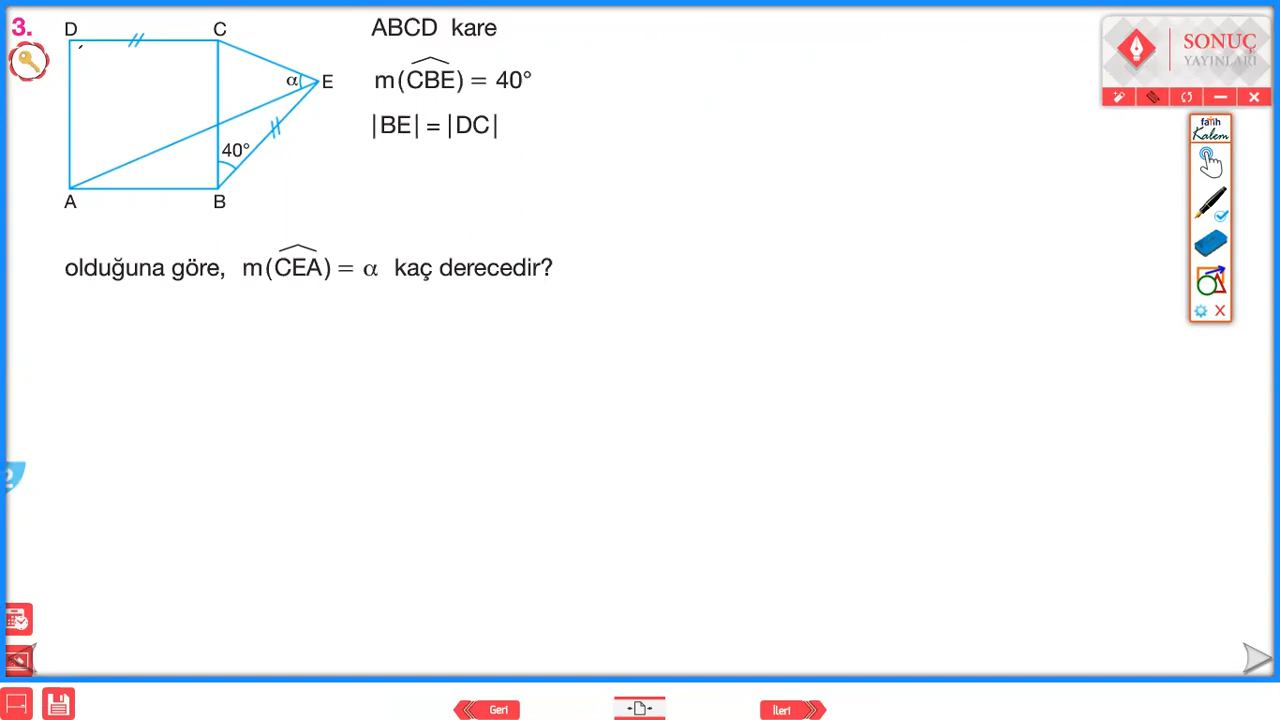 3.
D
C
ABCD kare
SONUÇ
YAYINLARI
α
E
m(CBE) = 40°
|BE| = |DC|
fatih
Kalem
40°
A
B
olduğuna göre, m(CEA) = α kaç derecedir?
Geri
İleri